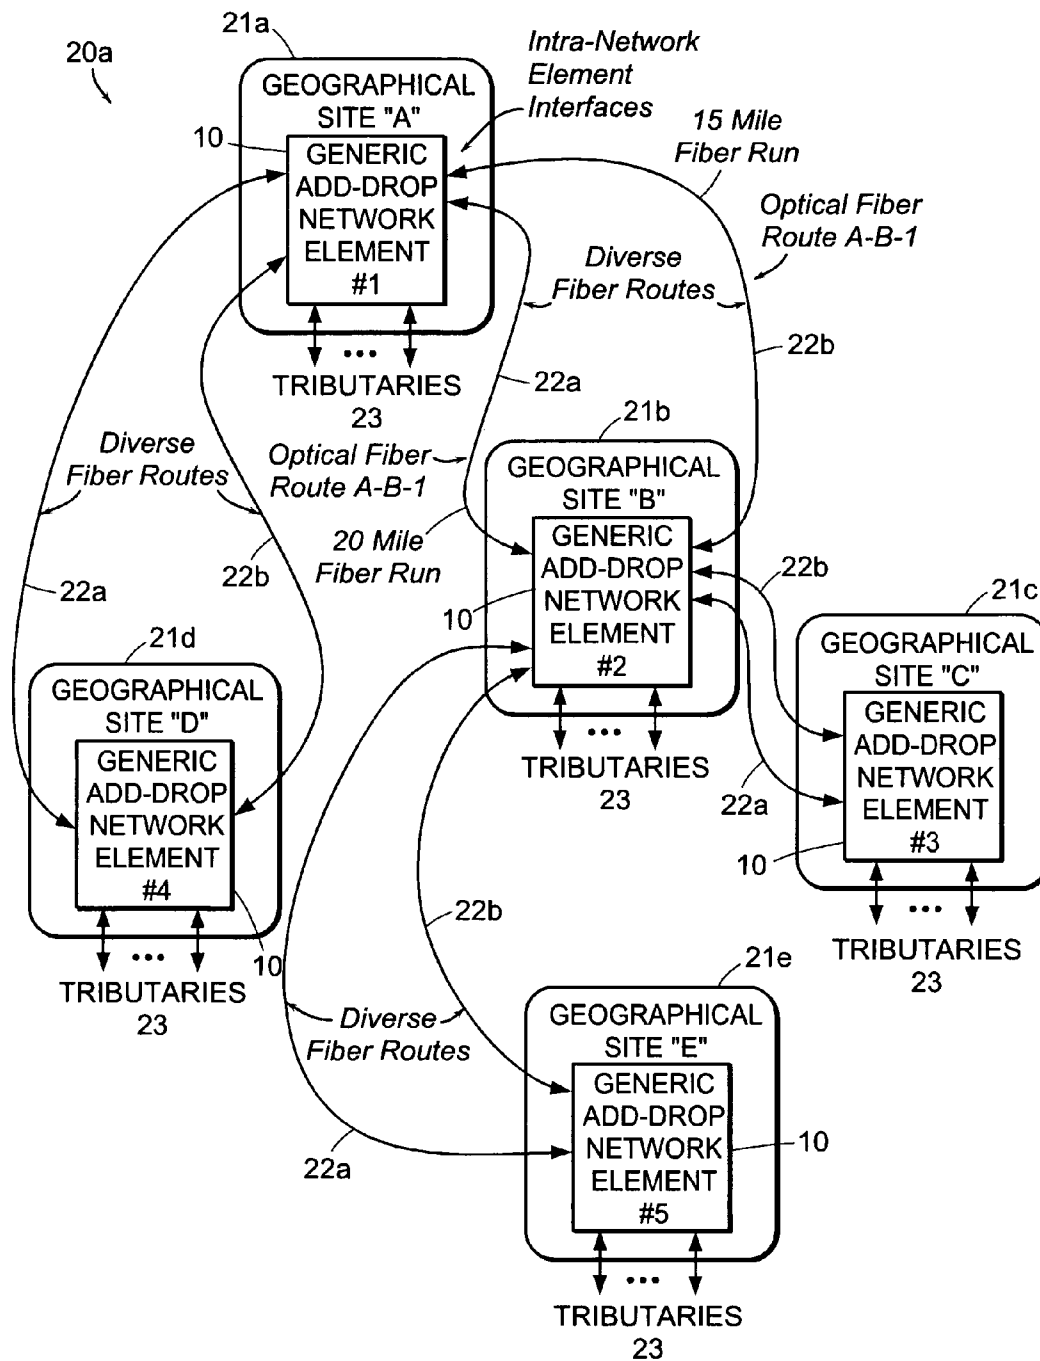 20a
21a
GEOGRAPHICAL
SITE "A"
10
GENERIC
ADD-DROP
NETWORK
ELEMENT
#1
...
TRIBUTARIES
23
Intra-Network
Element
Interfaces
15 Mile
Fiber Run
Optical Fiber
Route A-B-1
Diverse
Fiber Routes
22b
22a
Optical Fiber
Route A-B-1
20 Mile
Fiber Run
Diverse
Fiber Routes
22a
22b
21b
GEOGRAPHICAL
SITE "B"
GENERIC
ADD-DROP
NETWORK
ELEMENT
#2
10
...
TRIBUTARIES
23
22b
22a
21c
GEOGRAPHICAL
SITE "C"
GENERIC
ADD-DROP
NETWORK
ELEMENT
#3
10
...
TRIBUTARIES
23
21d
GEOGRAPHICAL
SITE "D"
GENERIC
ADD-DROP
NETWORK
ELEMENT
#4
10
...
TRIBUTARIES
23
22b
Diverse
Fiber Routes
22a
21e
GEOGRAPHICAL
SITE "E"
GENERIC
ADD-DROP
NETWORK
ELEMENT
#5
10
...
TRIBUTARIES
23